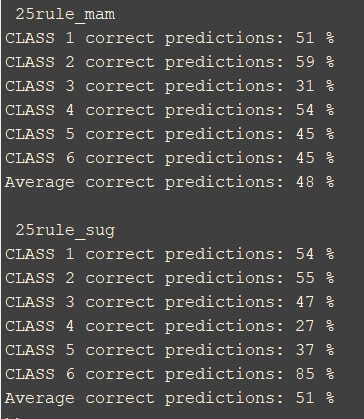 25rule_mam
CLASS 1 correct predictions: 51 %
CLASS 2 correct predictions: 59 %
CLASS 3 correct predictions: 31 %
CLASS 4 correct predictions: 54 %
CLASS 5 correct predictions: 45 %
CLASS 6 correct predictions: 45 %
Average correct predictions: 48 %
25rule_sug
CLASS 1 correct predictions: 54 %
CLASS 2 correct predictions: 55 %
CLASS 3 correct predictions: 47 %
CLASS 4 correct predictions: 27 %
CLASS 5 correct predictions: 37 %
CLASS 6 correct predictions: 85 %
Average correct predictions: 51 %